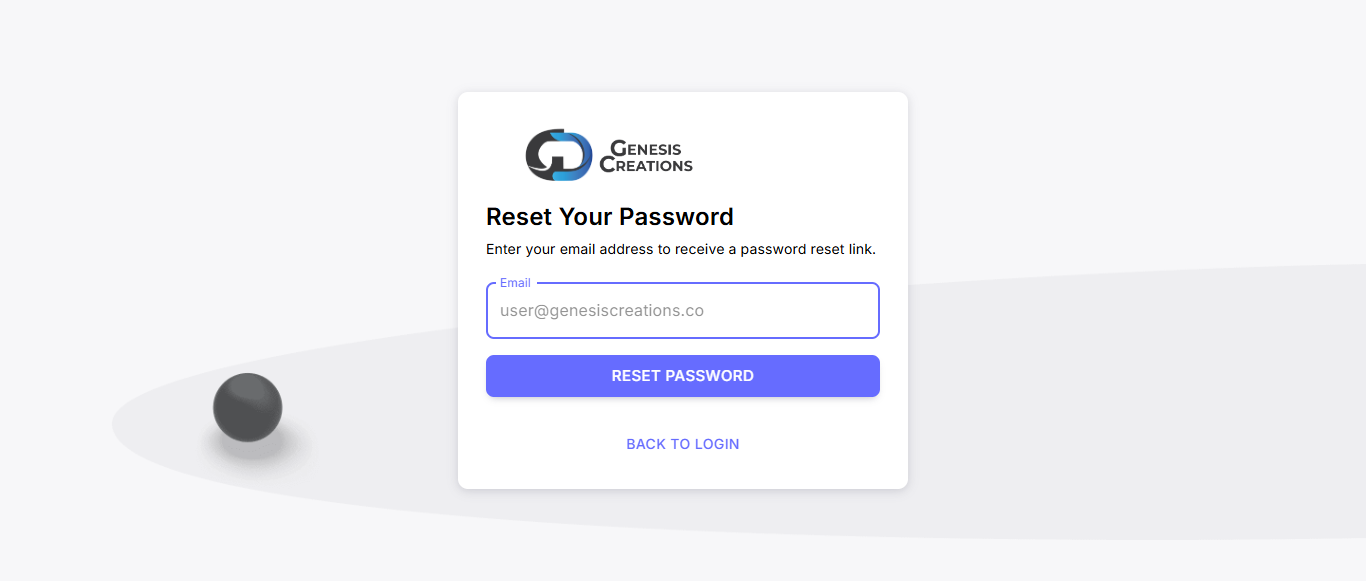 GENESIS
CREATIONS
Reset Your Password
Enter your email address to receive a password reset link.
Email
user@genesiscreations.co
RESET PASSWORD
BACK TO LOGIN